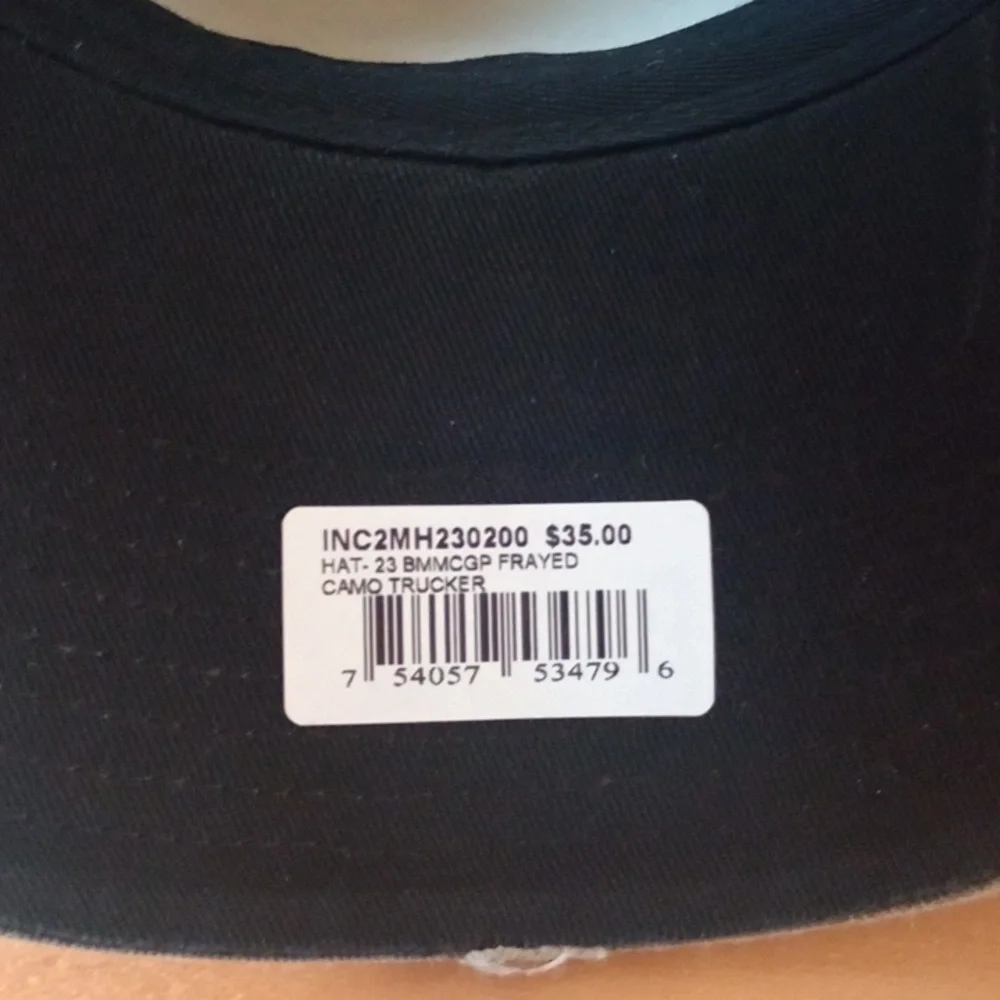 INC2MH230200 $35.00
HAT- 23 BMMCGP FRAYED
CAMO TRUCKER
7 54057 53479 6